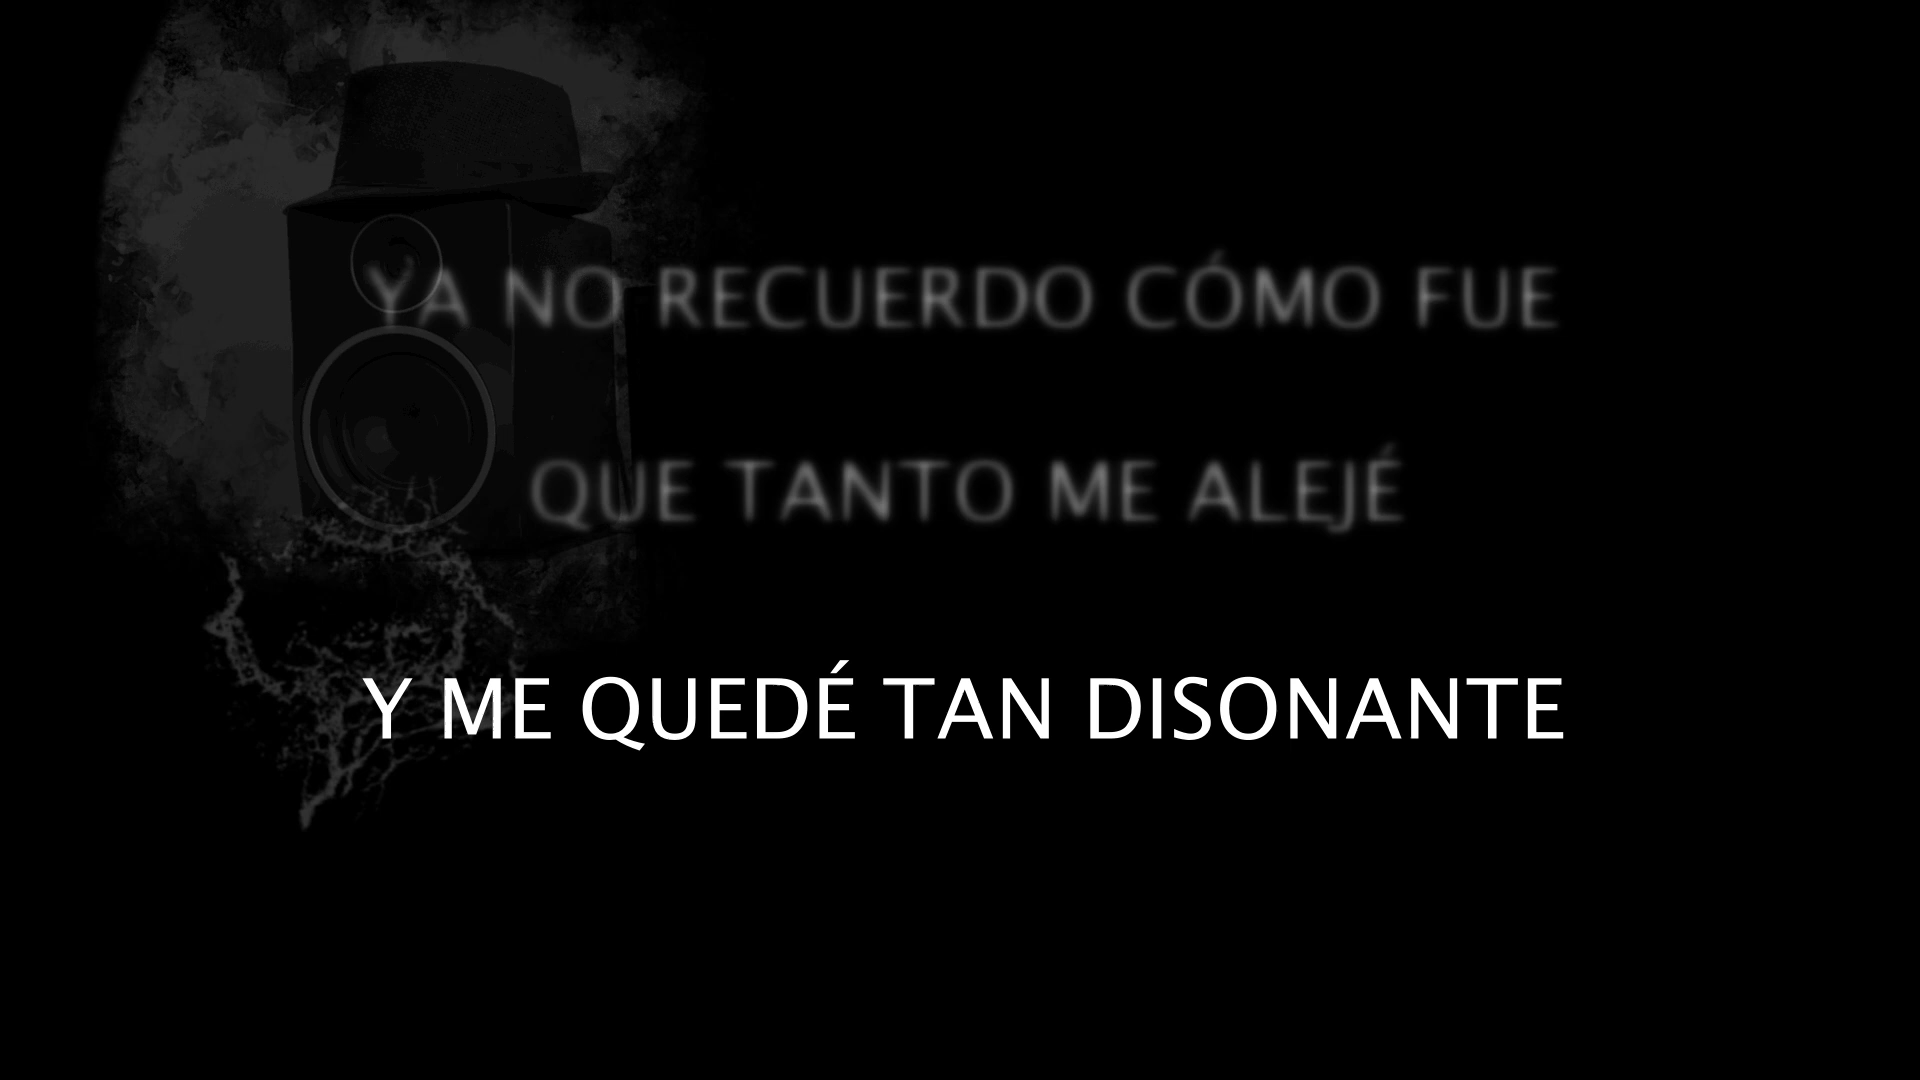 YA NO RECUERDO CÓMO FUE
QUE TANTO ME ALEJÉ
Y ME QUEDÉ TAN DISONANTE